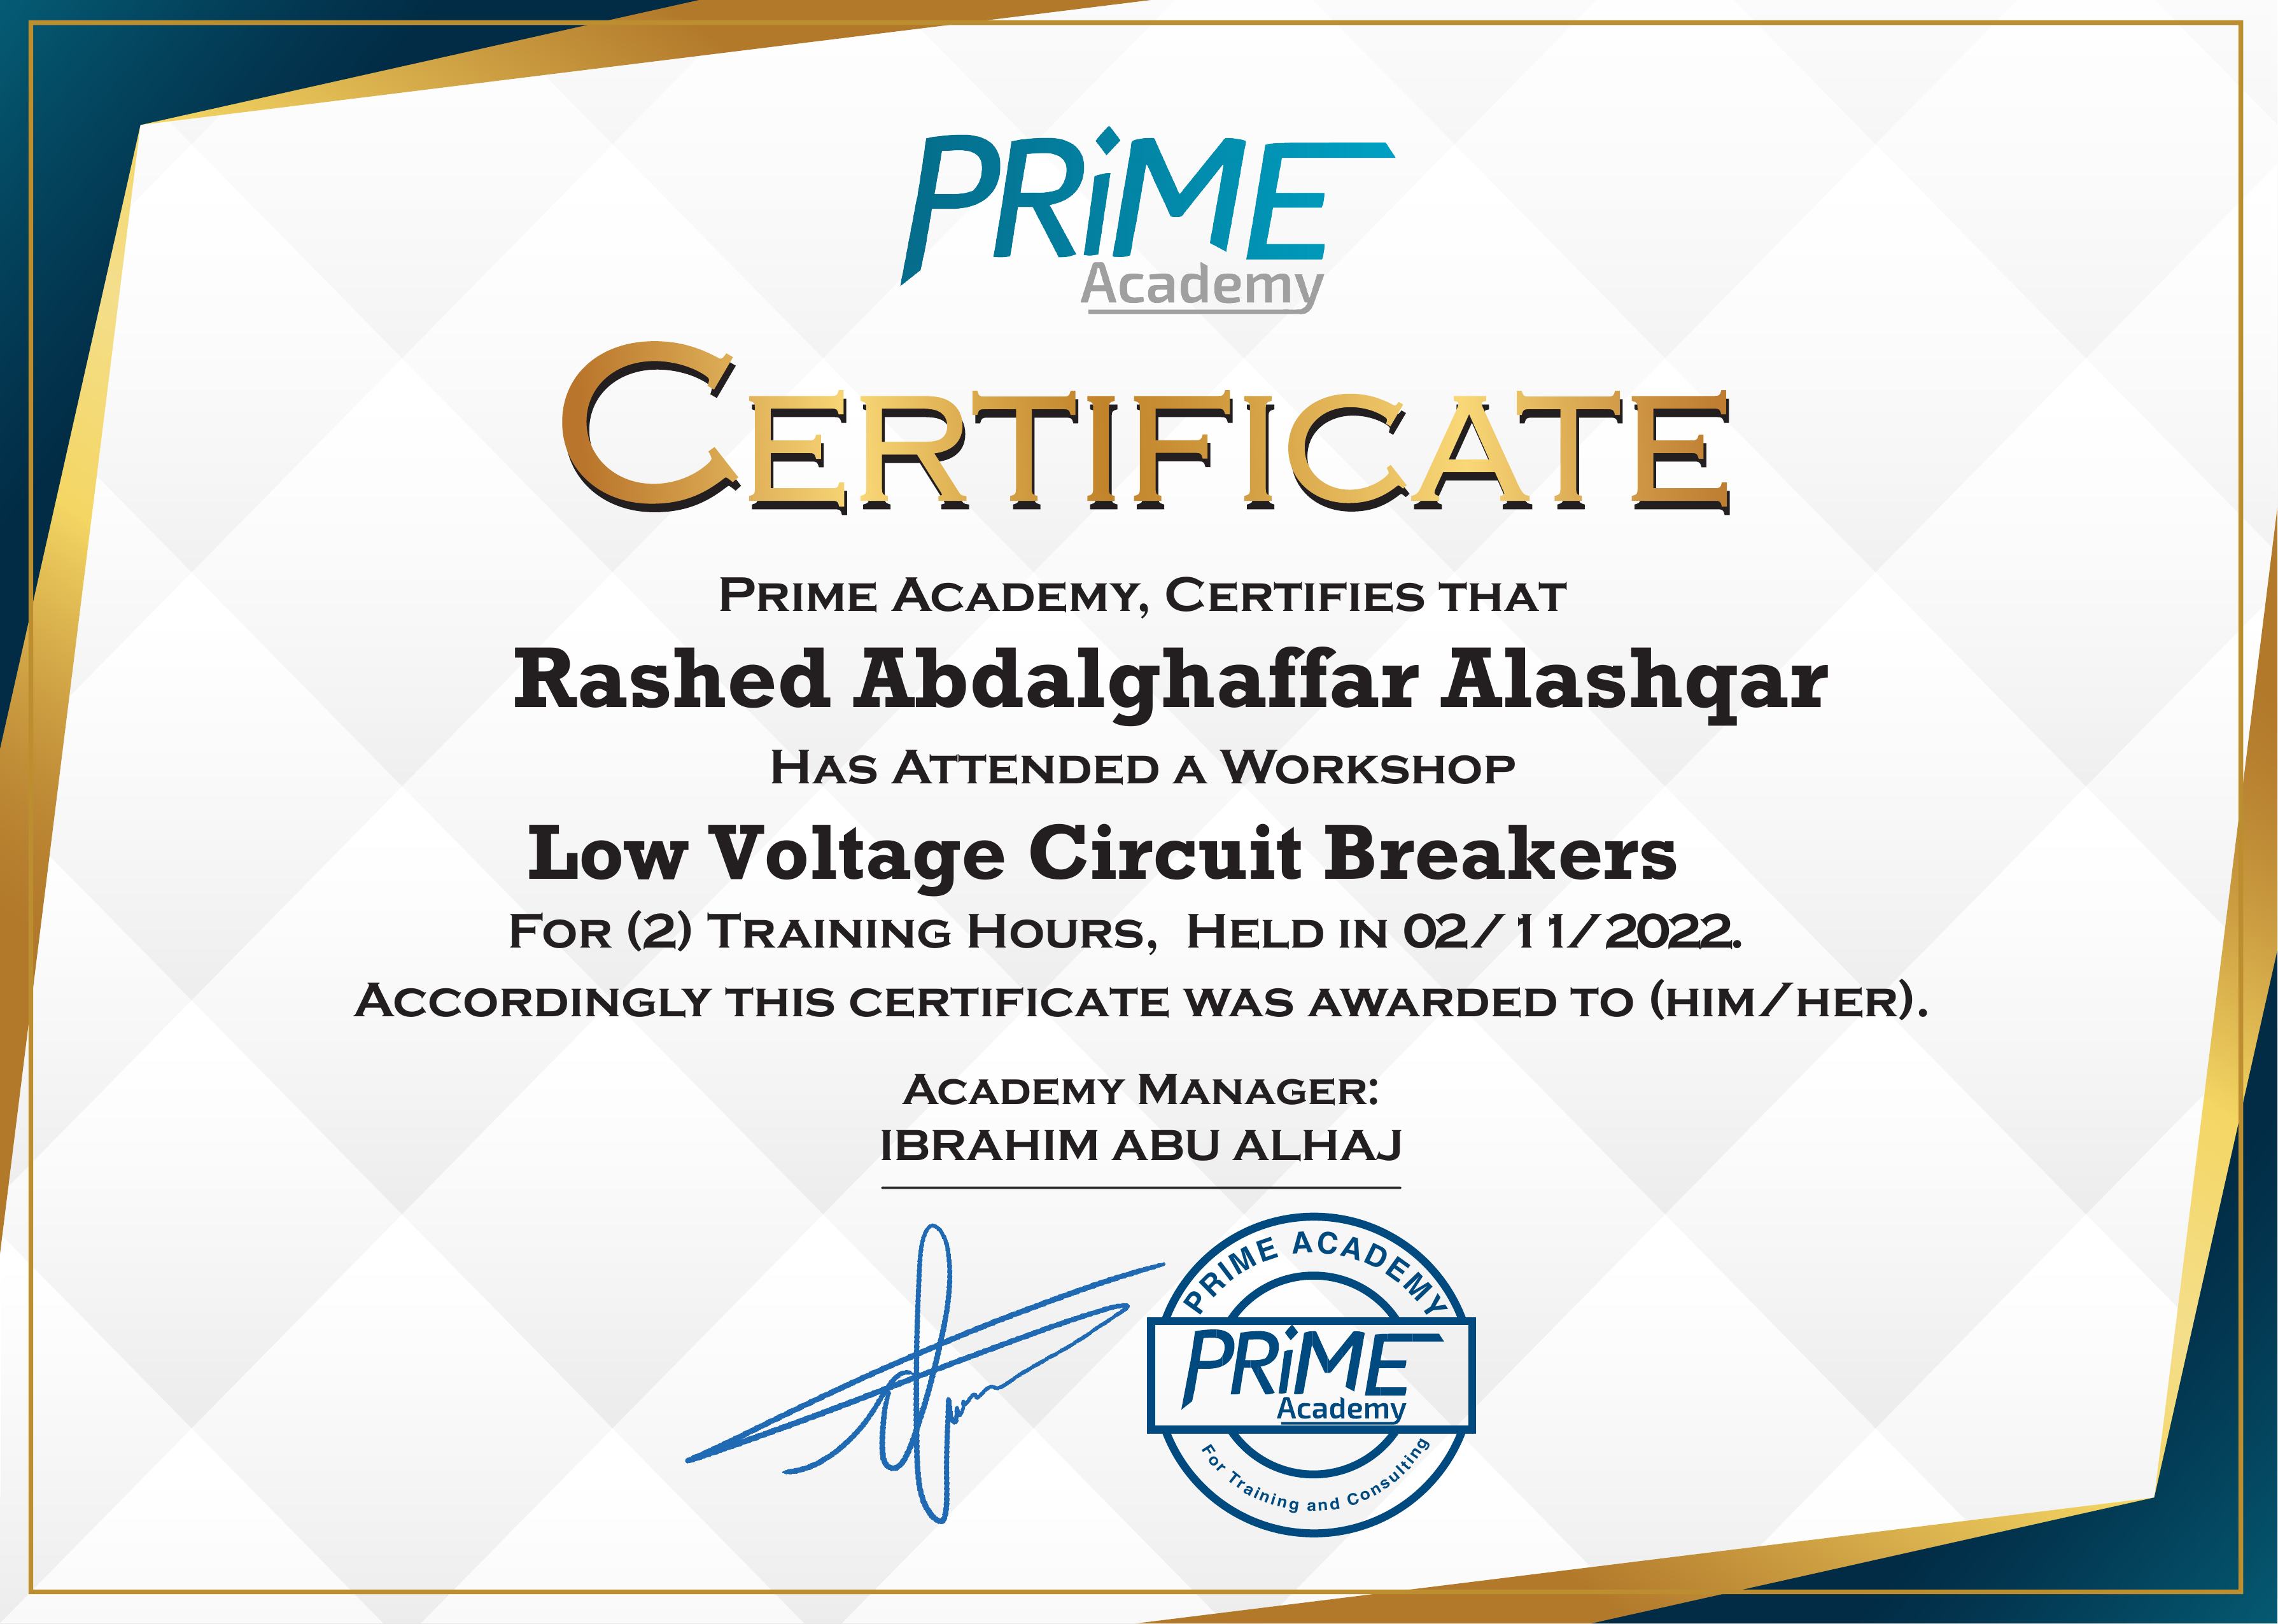 PRiME
Academy
CERTIFICATE
PRIME ACADEMY, CERTIFIES THAT
Rashed Abdalghaffar Alashqar
HAS ATTENDED A WORKSHOP
Low Voltage Circuit Breakers
FOR (2) TRAINING HOURS, HELD IN 02/11/2022.
ACCORDINGLY THIS CERTIFICATE WAS AWARDED TO (HIM/HER).
ACADEMY MANAGER:
IBRAHIM ABU ALHAJ
PRIME ACADEMY
PRiME
Academy
For Training and Consulting